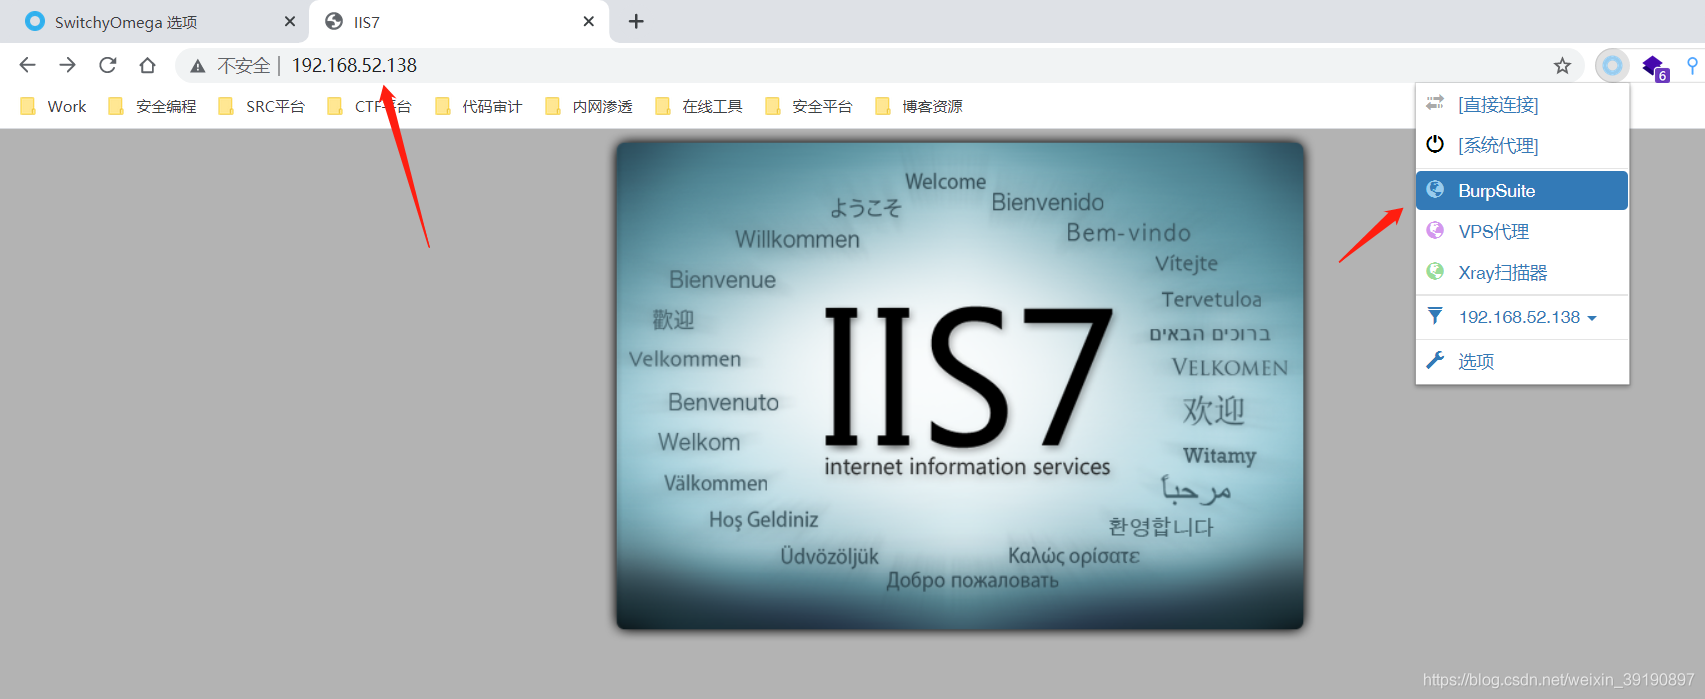 SwitchyOmega 选项
IIS7
不安全 | 192.168.52.138
Work
安全编程
SRC平台
CTF平台
代码审计
内网渗透
在线工具
安全平台
博客资源
[直接连接]
[系统代理]
BurpSuite
VPS代理
Xray扫描器
192.168.52.138
选项
6
Welcome
ようこそ
Bienvenido
Willkommen
Bem-vindo
Vítejte
Bienvenue
Tervetuloa
歡迎
ברוכים הבאים
Velkommen
VELKOMEN
Benvenuto
欢迎
Welkom
Witamy
Välkommen
مرحباً
Hoş Geldiniz
환영합니다
Üdvözöljük
Καλώς ορίσατε
Добро пожаловать
IIS7
internet information services
https://blog.csdn.net/weixin_39190897